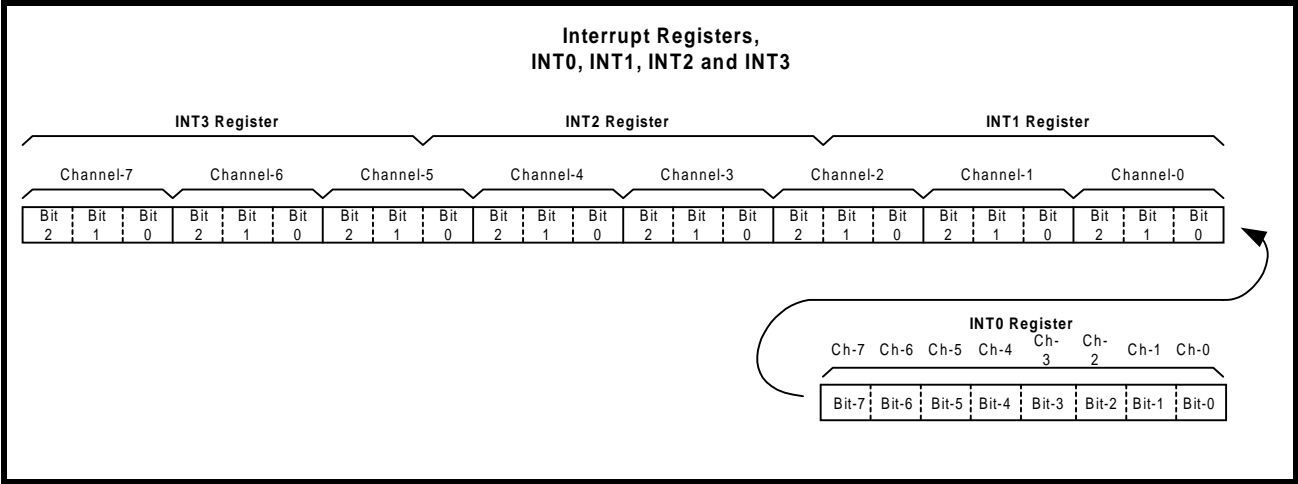 Interrupt Registers,
INT0, INT1, INT2 and INT3
INT3 Register INT2 Register INT1 Register
Channel-7 Channel-6 Channel-5 Channel-4 Channel-3 Channel-2 Channel-1 Channel-0
Bit Bit Bit Bit Bit Bit Bit Bit Bit Bit Bit Bit Bit Bit Bit Bit Bit Bit Bit Bit Bit Bit Bit Bit
2 1 0 2 1 0 2 1 0 2 1 0 2 1 0 2 1 0 2 1 0 2 1 0
INT0 Register
Ch-7 Ch-6 Ch-5 Ch-4 Ch- Ch- Ch-1 Ch-0
3 2
Bit-7 Bit-6 Bit-5 Bit-4 Bit-3 Bit-2 Bit-1 Bit-0